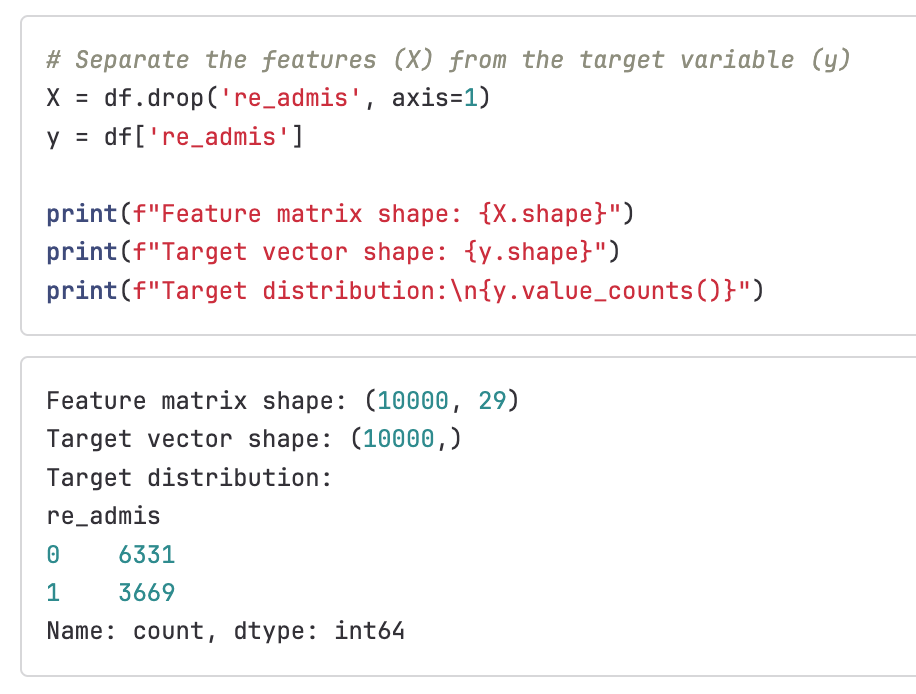 # Separate the features (X) from the target variable (y)
X = df.drop('re_admis', axis=1)
y = df['re_admis']
print(f"Feature matrix shape: {X.shape}")
print(f"Target vector shape: {y.shape}")
print(f"Target distribution:\n{y.value_counts()}")
Feature matrix shape: (10000, 29)
Target vector shape: (10000,)
Target distribution:
re_admis
0    6331
1    3669
Name: count, dtype: int64